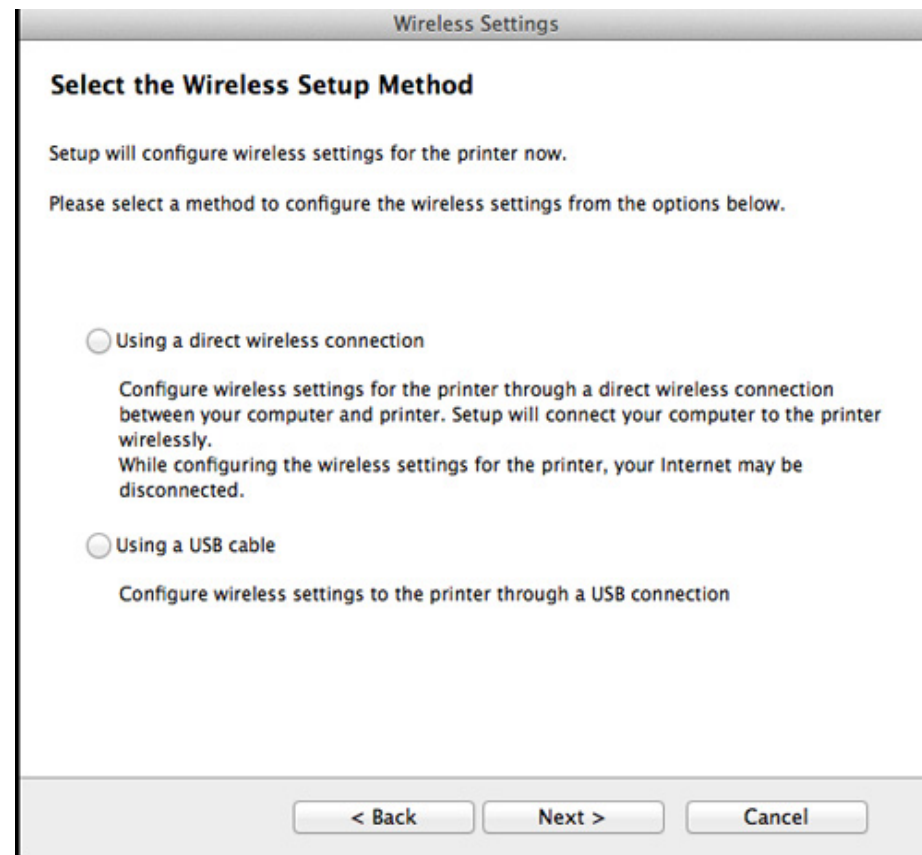 Wireless Settings
Select the Wireless Setup Method
Setup will configure wireless settings for the printer now.
Please select a method to configure the wireless settings from the options below.
Using a direct wireless connection
Configure wireless settings for the printer through a direct wireless connection
between your computer and printer. Setup will connect your computer to the printer
wirelessly.
While configuring the wireless settings for the printer, your Internet may be
disconnected.
Using a USB cable
Configure wireless settings to the printer through a USB connection
< Back Next > Cancel